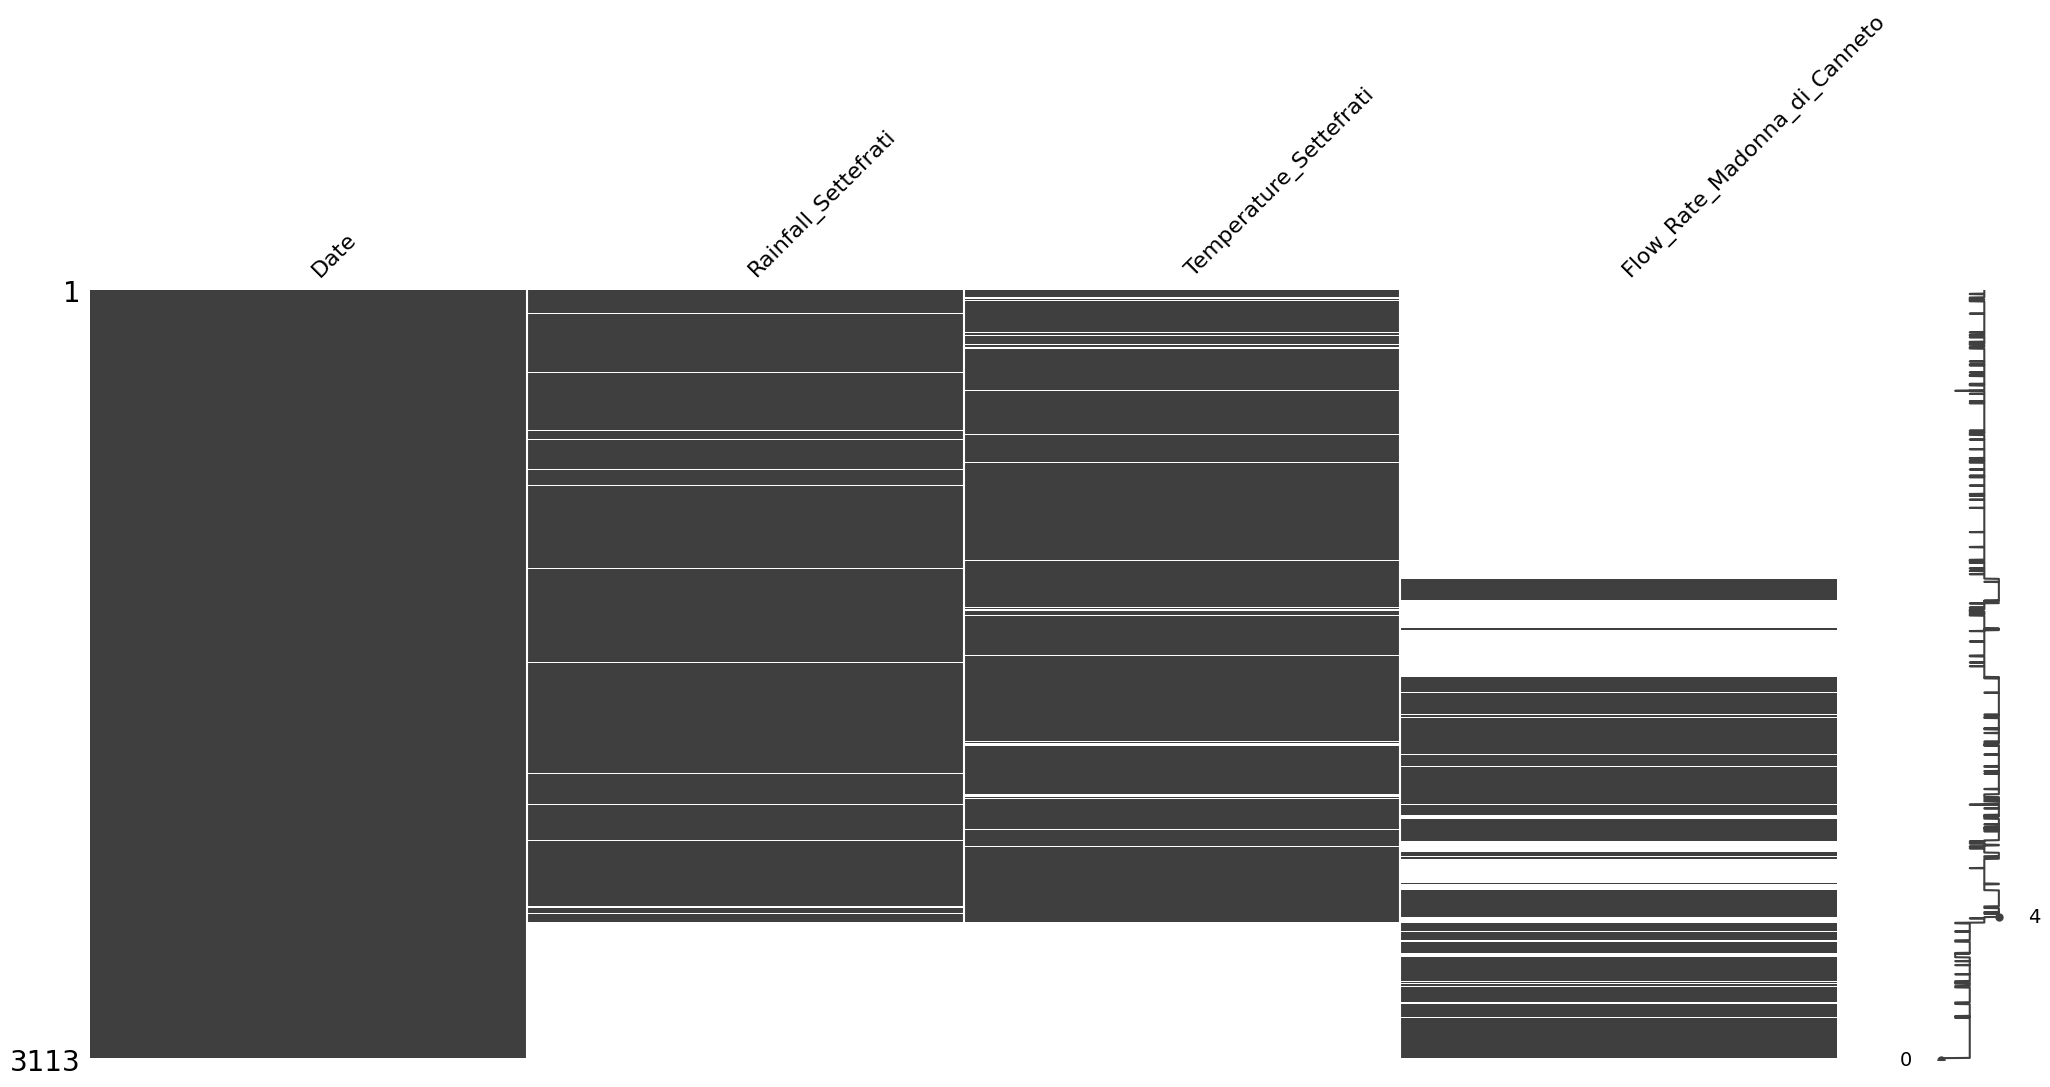 Date
Rainfall_Settefrati
Temperature_Settefrati
Flow_Rate_Madonna_di_Canneto
1
4
3113
0